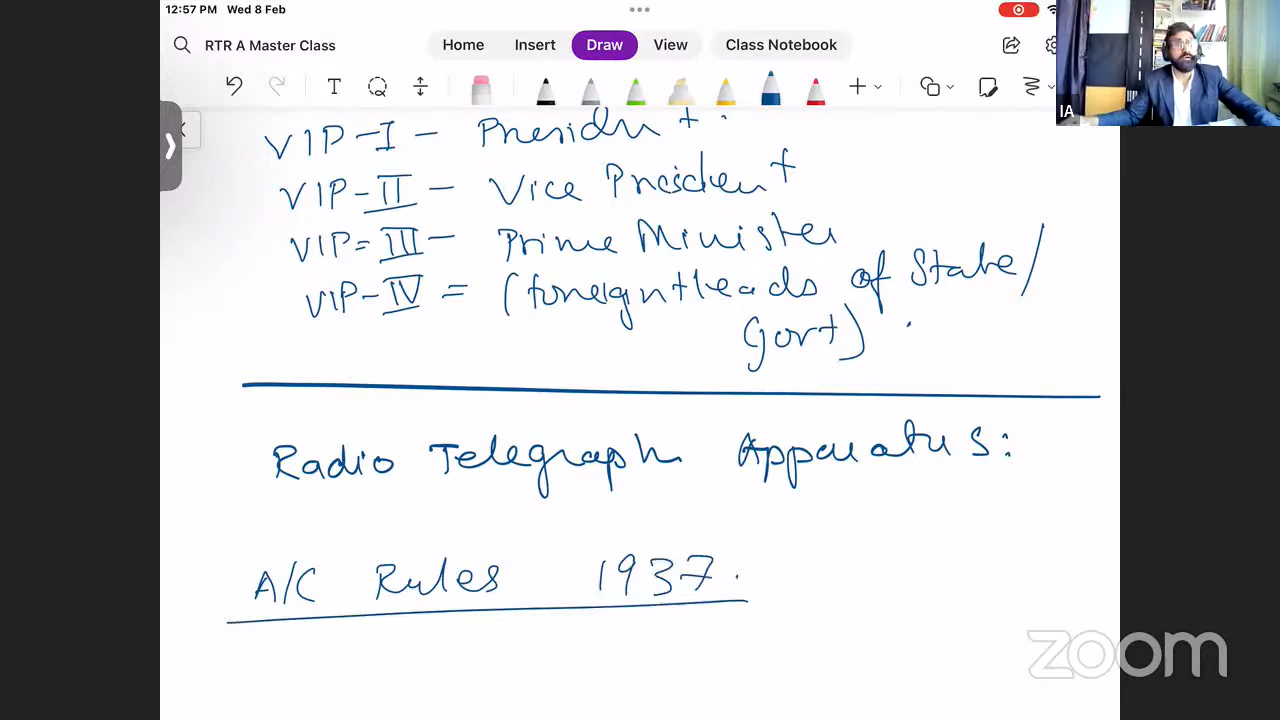 12:57 PM Wed 8 Feb
RTR A Master Class
Home Insert Draw View Class Notebook
IA
VIP-I - President.
VIP-II - Vice President
VIP=III - Prime Minister
VIP-IV = (foreign Heads of State/
Govt).
Radio Telegraph Apparatus:
A/C Rules 1937.
zoom